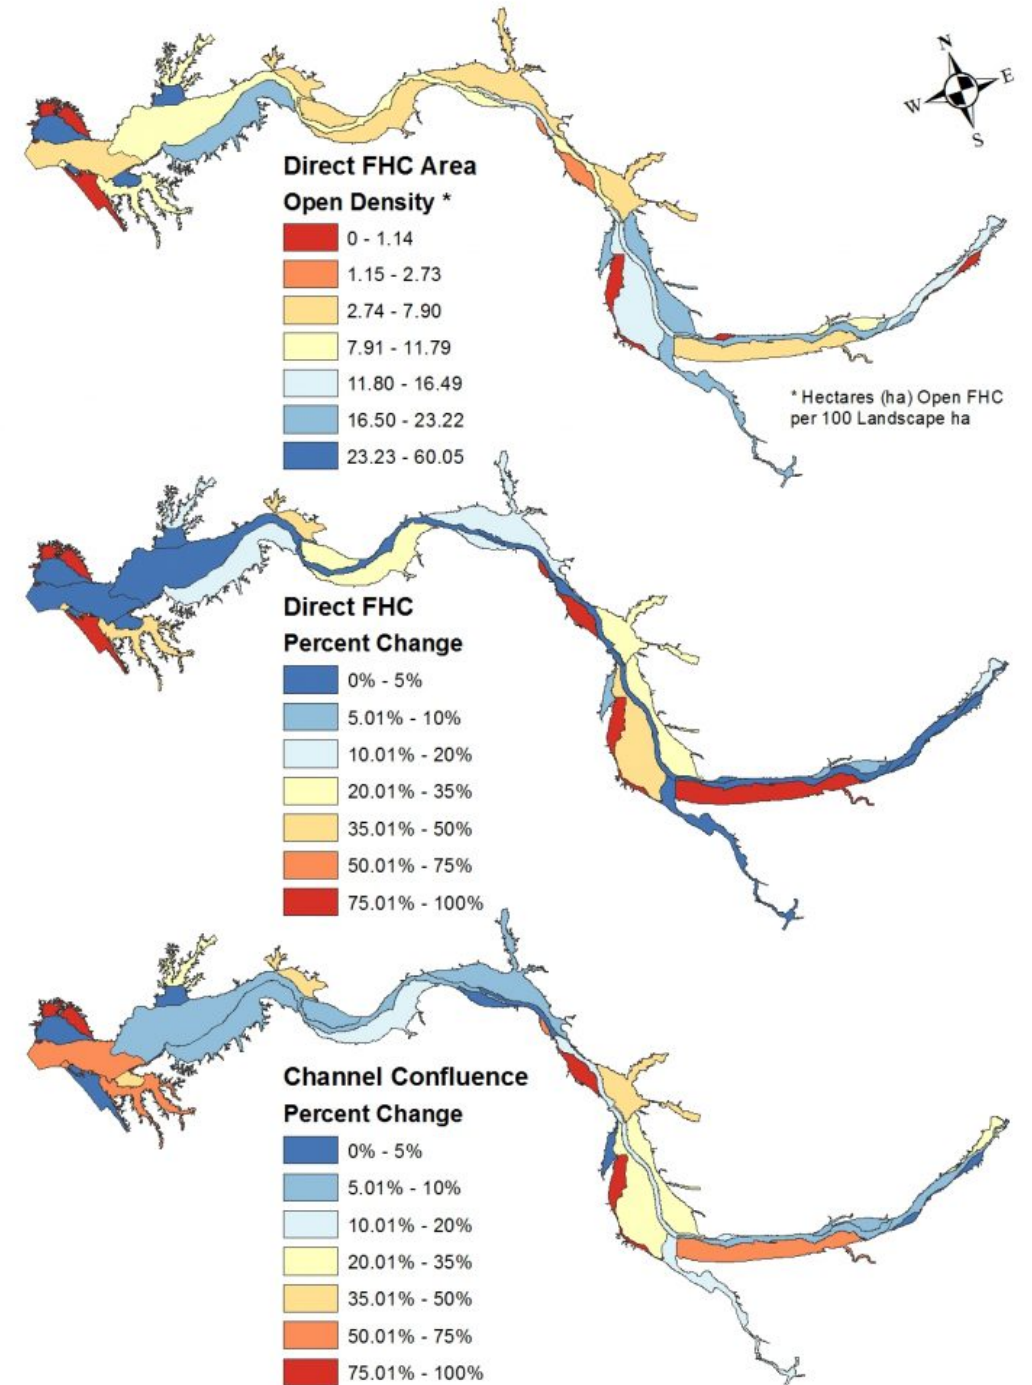 N
E
W
S
Direct FHC Area
Open Density *
0 - 1.14
1.15 - 2.73
2.74 - 7.90
7.91 - 11.79
11.80 - 16.49
16.50 - 23.22
23.23 - 60.05
* Hectares (ha) Open FHC
per 100 Landscape ha
Direct FHC
Percent Change
0% - 5%
5.01% - 10%
10.01% - 20%
20.01% - 35%
35.01% - 50%
50.01% - 75%
75.01% - 100%
Channel Confluence
Percent Change
0% - 5%
5.01% - 10%
10.01% - 20%
20.01% - 35%
35.01% - 50%
50.01% - 75%
75.01% - 100%